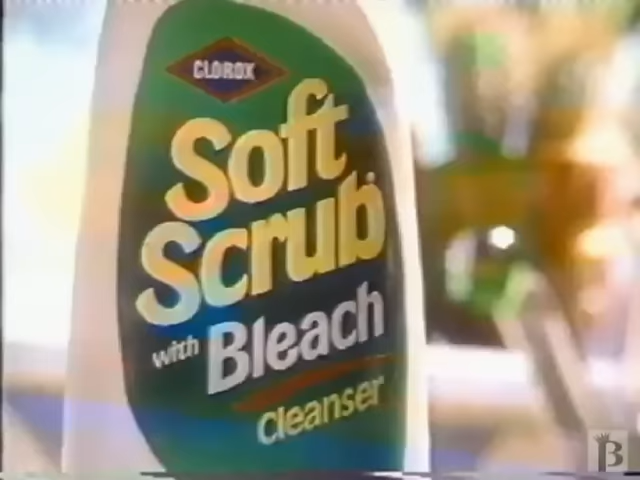 CLOROX
Soft
Scrub
with Bleach
Cleanser
B